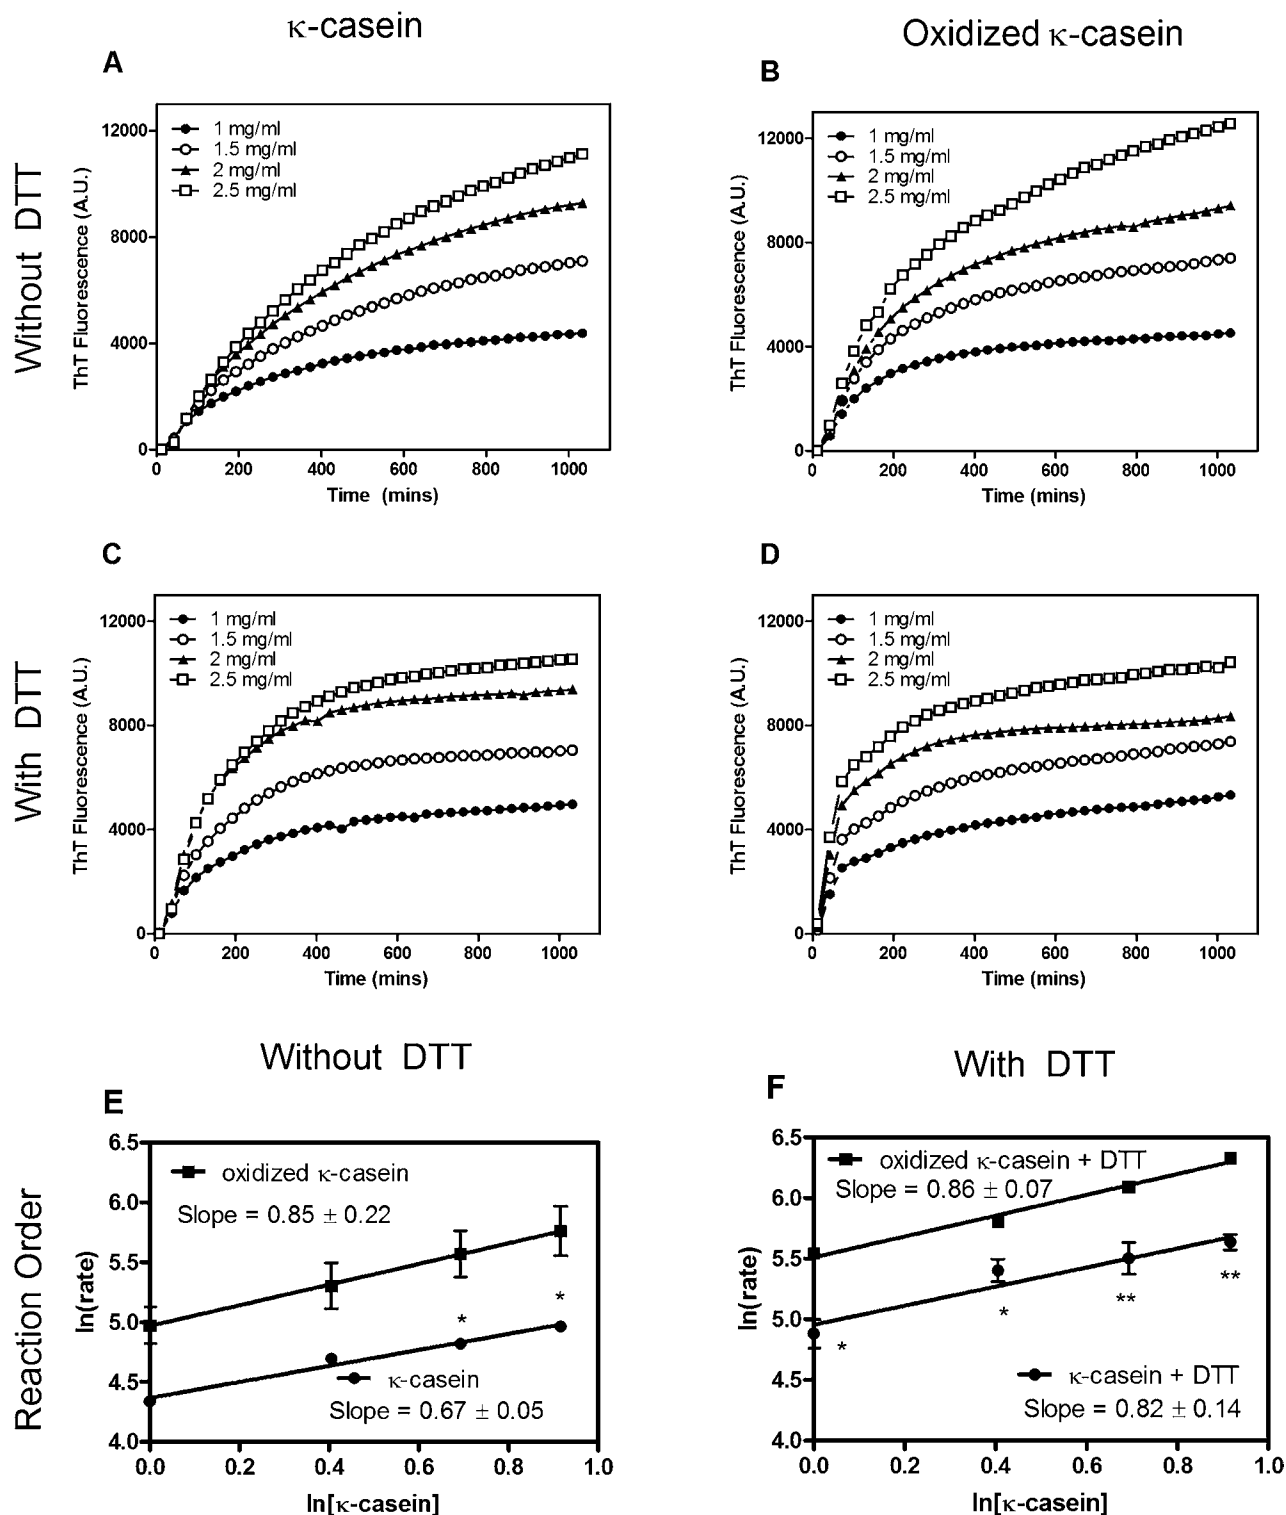 κ-casein
Oxidized κ-casein
Without DTT
A
12000
8000
4000
0
ThT Fluorescence (A.U.)
1 mg/ml
1.5 mg/ml
2 mg/ml
2.5 mg/ml
0 200 400 600 800 1000
Time (mins)
B
12000
8000
4000
0
ThT Fluorescence (A.U.)
1 mg/ml
1.5 mg/ml
2 mg/ml
2.5 mg/ml
0 200 400 600 800 1000
Time (mins)
With DTT
C
12000
8000
4000
0
ThT Fluorescence (A.U.)
1 mg/ml
1.5 mg/ml
2 mg/ml
2.5 mg/ml
0 200 400 600 800 1000
Time (mins)
D
12000
8000
4000
0
ThT Fluorescence (A.U.)
1 mg/ml
1.5 mg/ml
2 mg/ml
2.5 mg/ml
0 200 400 600 800 1000
Time (mins)
Without DTT
With DTT
Reaction Order
E
6.5
6.0
5.5
5.0
4.5
4.0
ln(rate)
oxidized κ-casein
Slope = 0.85 ± 0.22
*
*
κ-casein
Slope = 0.67 ± 0.05
0.0 0.2 0.4 0.6 0.8 1.0
ln[κ-casein]
F
6.5
6.0
5.5
5.0
4.5
4.0
ln(rate)
oxidized κ-casein + DTT
Slope = 0.86 ± 0.07
*
*
**
**
κ-casein + DTT
Slope = 0.82 ± 0.14
0.0 0.2 0.4 0.6 0.8 1.0
ln[κ-casein]